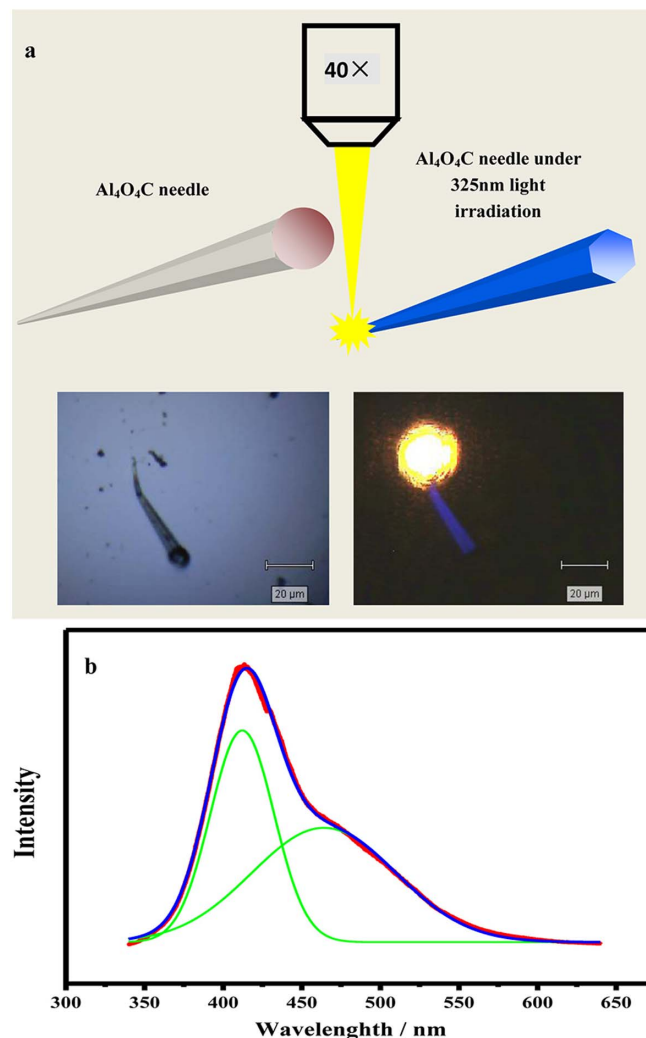 a
40×
Al₄O₄C needle
Al₄O₄C needle under
325nm light
irradiation
20 μm
20 μm
b
Intensity
300 350 400 450 500 550 600 650
Wavelenghth / nm